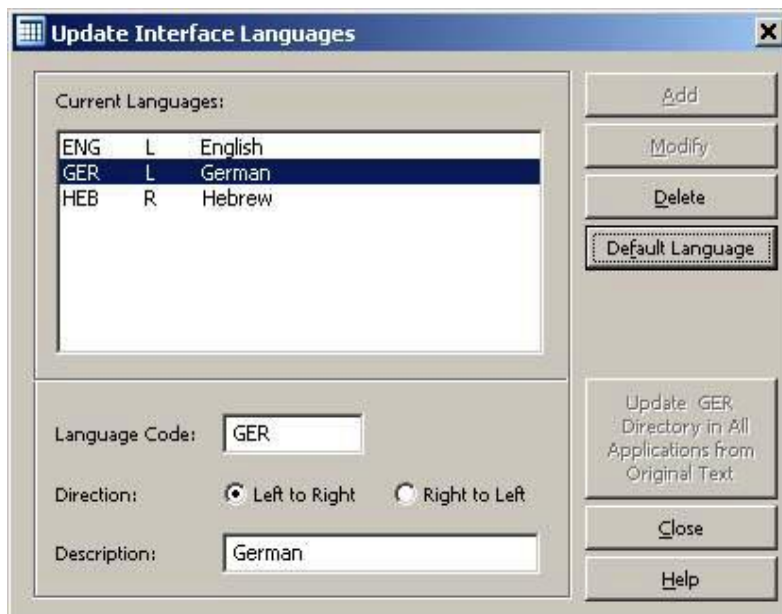 Update Interface Languages
Current Languages:
ENG L English
GER L German
HEB R Hebrew
Language Code: GER
Direction: Left to Right Right to Left
Description: German
Add
Modify
Delete
Default Language
Update GER
Directory in All
Applications from
Original Text
Close
Help